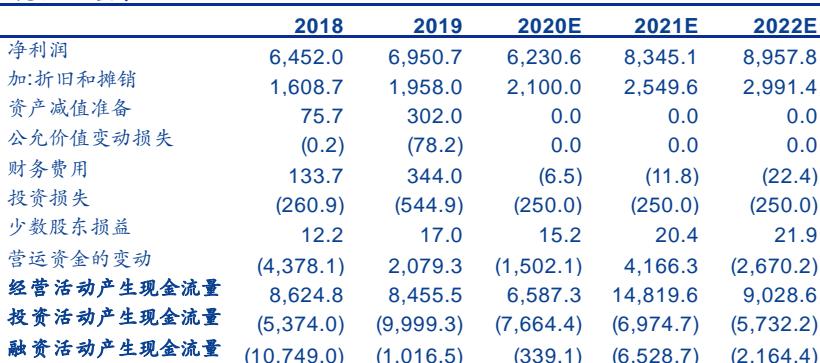 2018 2019 2020E 2021E 2022E
净利润 6,452.0 6,950.7 6,230.6 8,345.1 8,957.8
加:折旧和摊销 1,608.7 1,958.0 2,100.0 2,549.6 2,991.4
资产减值准备 75.7 302.0 0.0 0.0 0.0
公允价值变动损失 (0.2) (78.2) 0.0 0.0 0.0
财务费用 133.7 344.0 (6.5) (11.8) (22.4)
投资损失 (260.9) (544.9) (250.0) (250.0) (250.0)
少数股东损益 12.2 17.0 15.2 20.4 21.9
营运资金的变动 (4,378.1) 2,079.3 (1,502.1) 4,166.3 (2,670.2)
经营活动产生现金流量 8,624.8 8,455.5 6,587.3 14,819.6 9,028.6
投资活动产生现金流量 (5,374.0) (9,999.3) (7,664.4) (6,974.7) (5,732.2)
融资活动产生现金流量 (10,749.0) (1,016.5) (339.1) (6,528.7) (2,164.4)